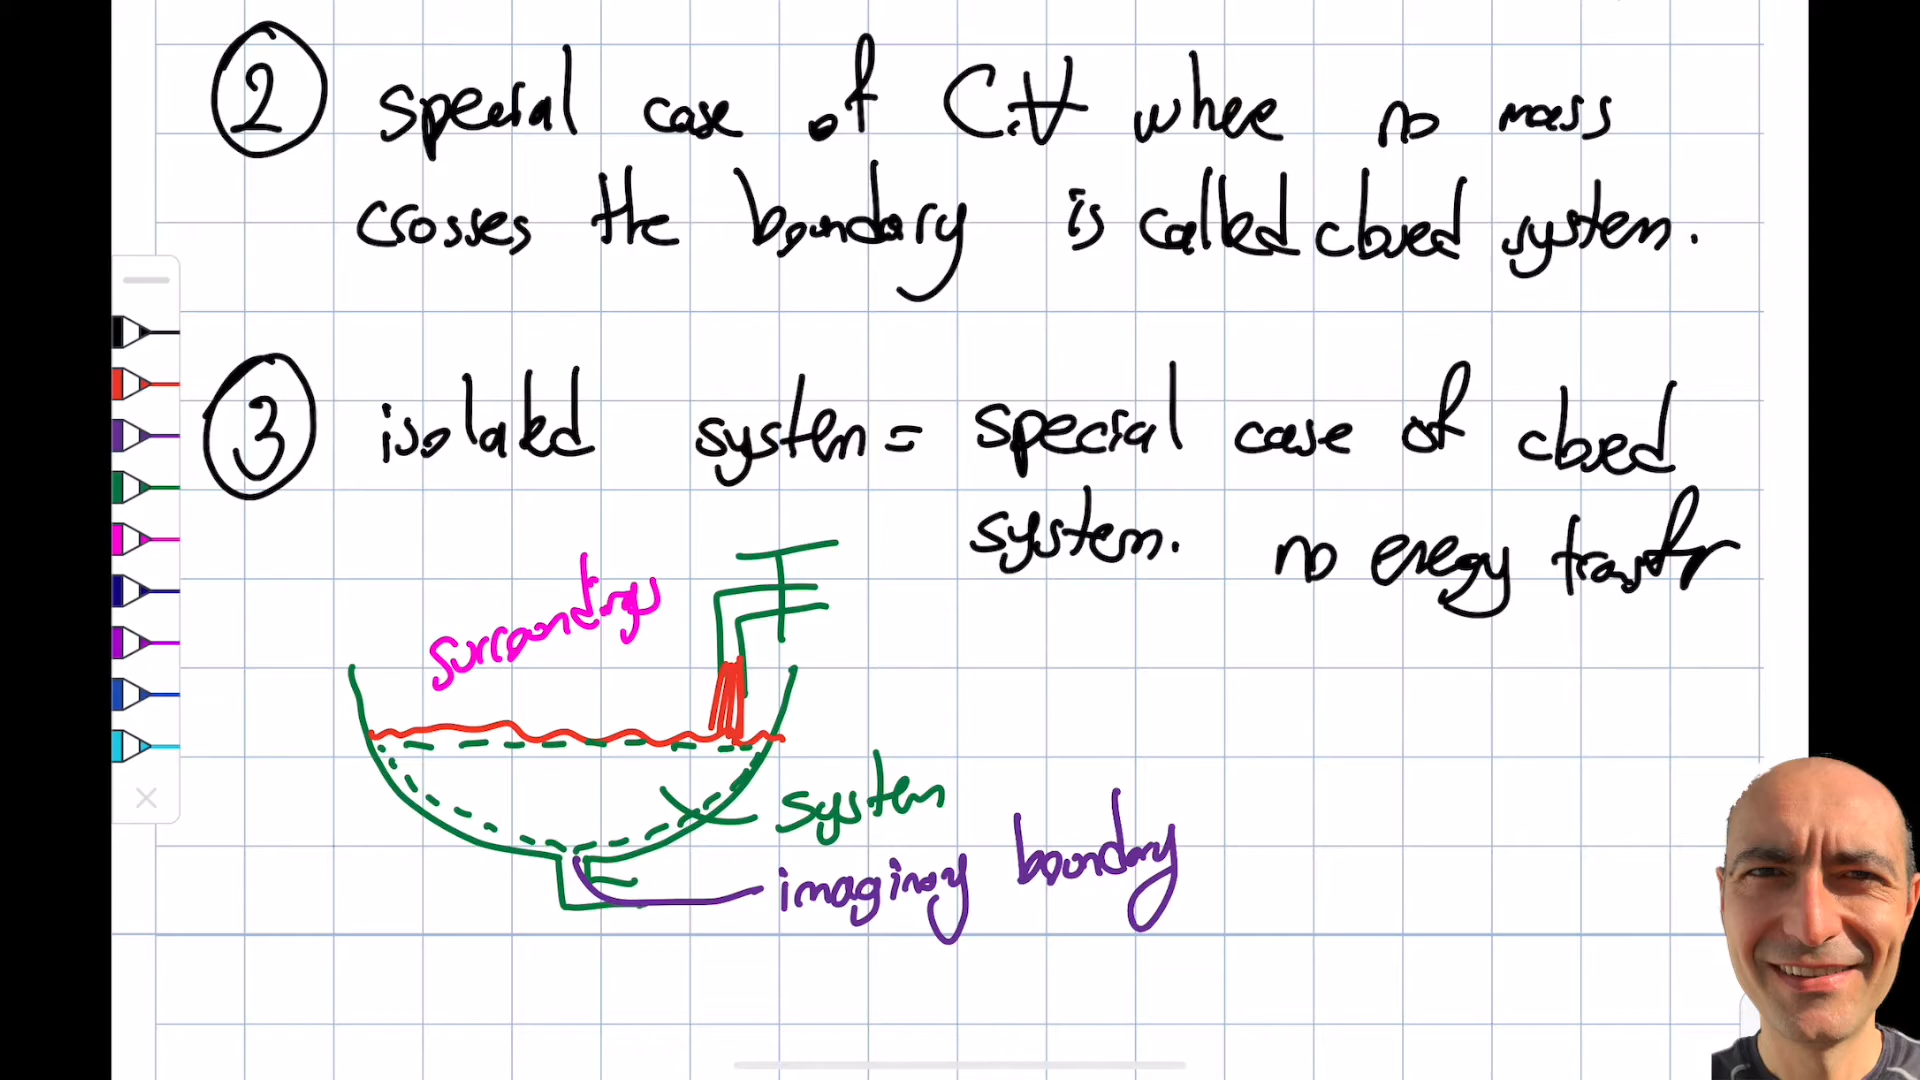 ② special case of C.∀ where no mass
crosses the boundary is called closed system.
③ isolated system = special case of closed
system. no energy transfer
surroundings
system
imaginary boundary